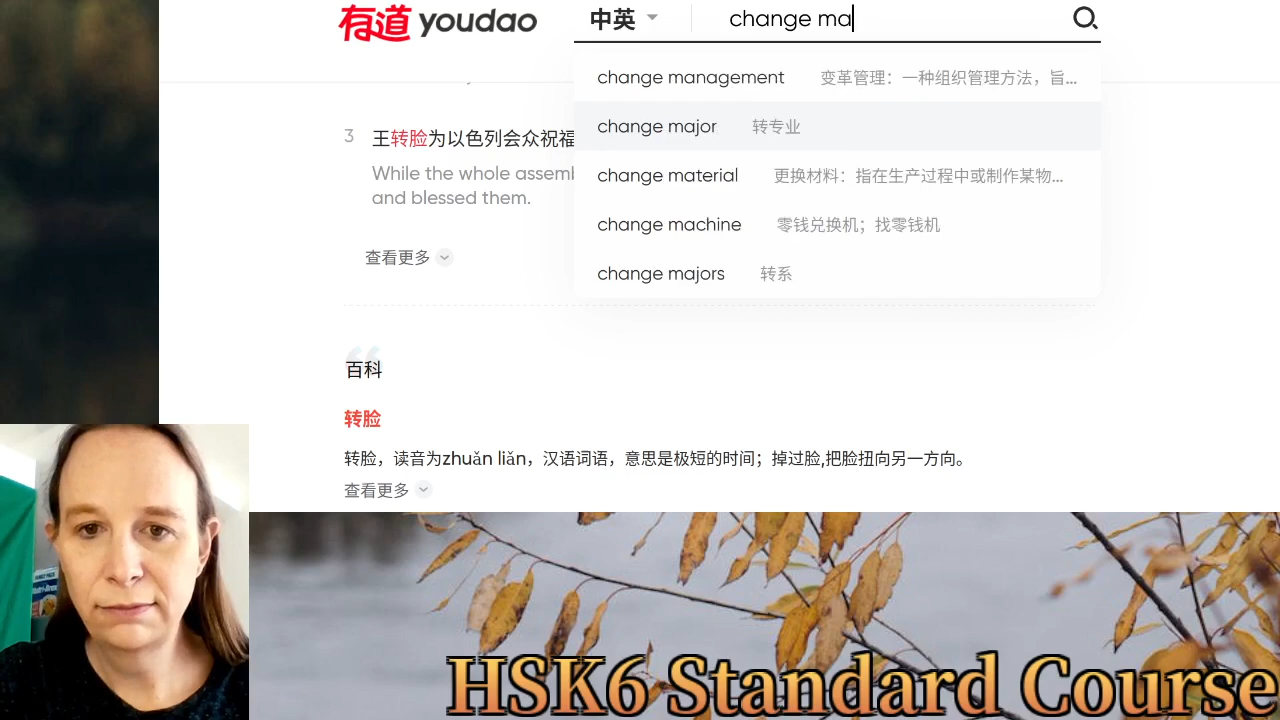 有道 youdao
中英
change ma
change management 变革管理：一种组织管理方法，旨...
change major 转专业
change material 更换材料：指在生产过程中或制作某物...
change machine 零钱兑换机；找零钱机
change majors 转系
3 王转脸为以色列会众祝福
While the whole
and blessed them.
查看更多
百科
转脸
转脸，读音为zhuǎn liǎn，汉语词语，意思是极短的时间；掉过脸,把脸扭向另一方向。
查看更多
HSK6 Standard Course